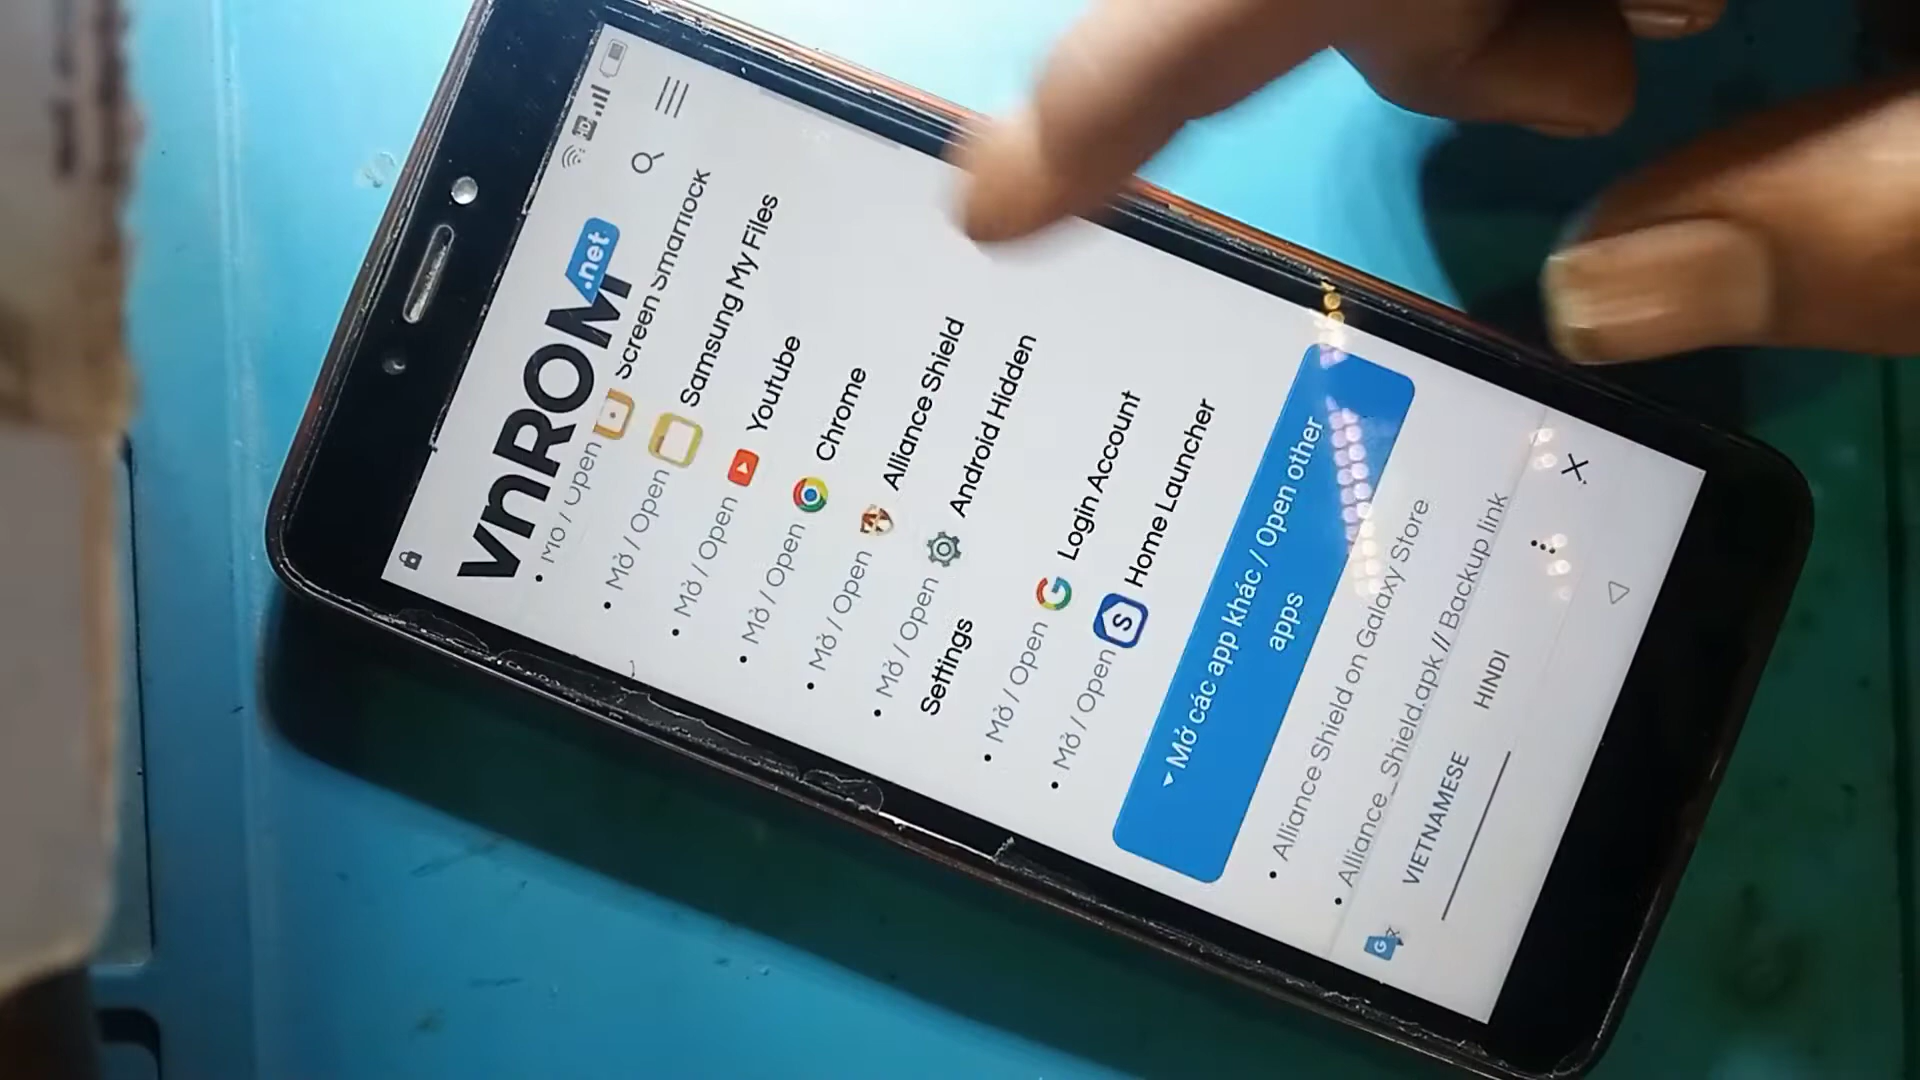 vnROM.net
• Mở / Open Screen Smartlock
• Mở / Open Samsung My Files
• Mở / Open Youtube
• Mở / Open Chrome
• Mở / Open Alliance Shield
• Mở / Open Android Hidden
Settings
• Mở / Open Login Account
• Mở / Open Home Launcher
Mở các app khác / Open other
apps
• Alliance Shield on Galaxy Store
• Alliance_Shield.apk // Backup link
VIETNAMESE HINDI